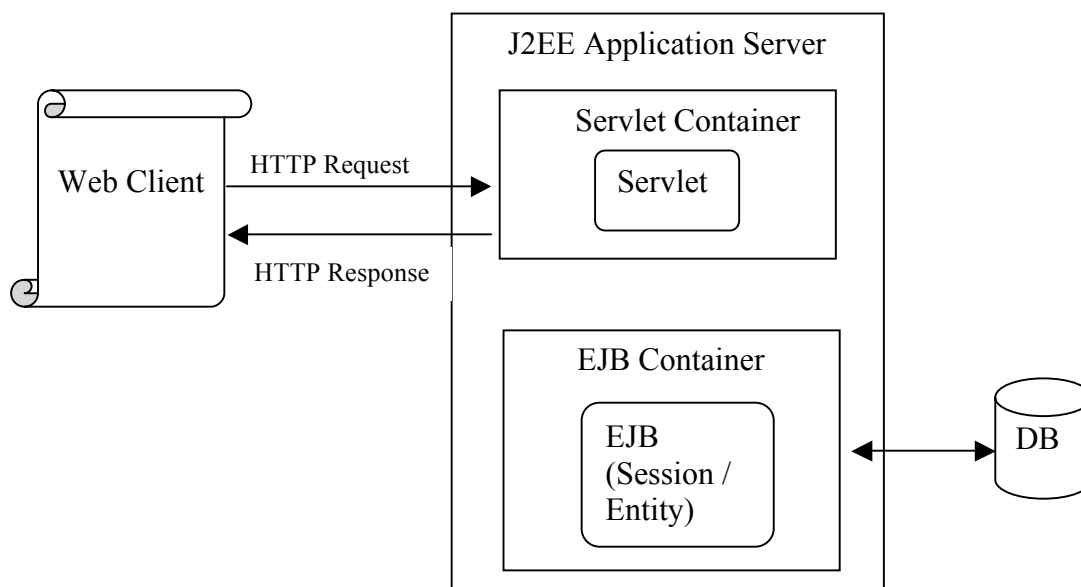 J2EE Application Server
Servlet Container
Servlet
Web Client
HTTP Request
HTTP Response
EJB Container
EJB
(Session /
Entity)
DB